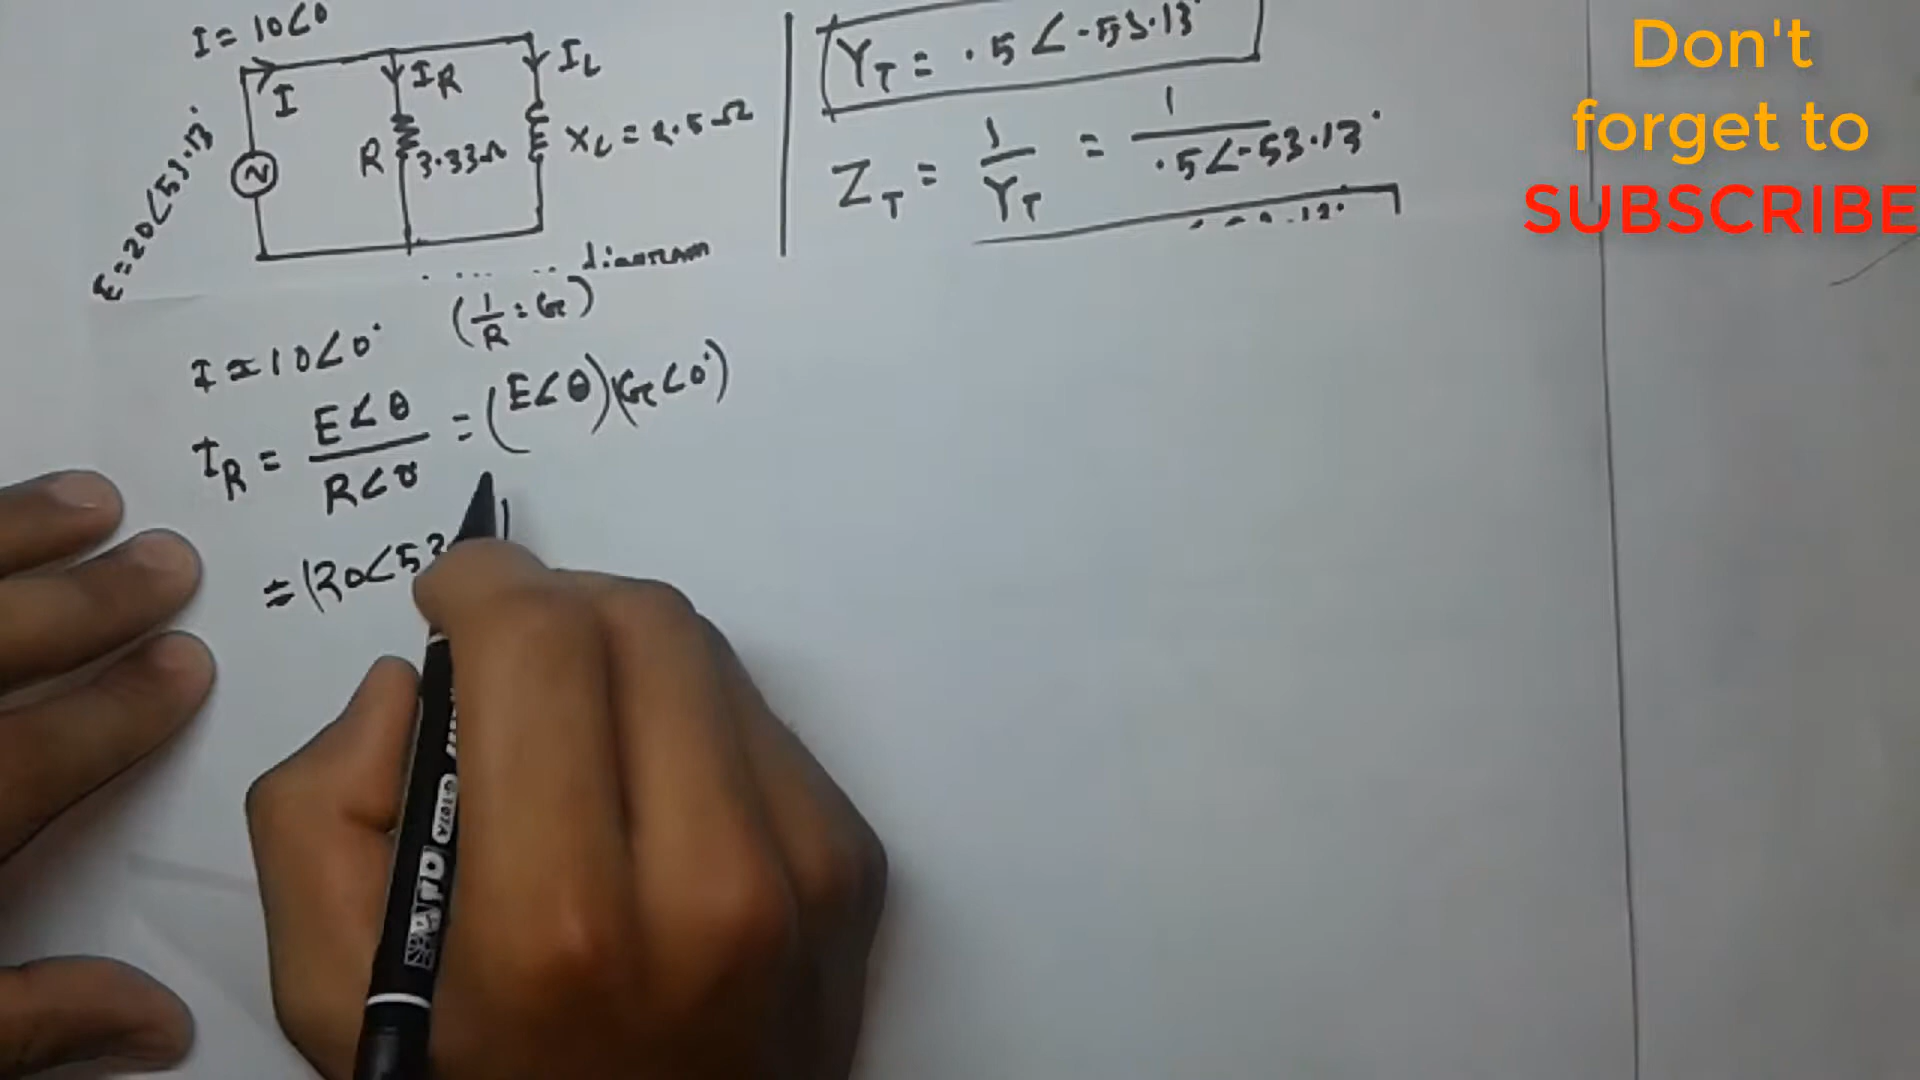 I = 10<0
I
I_R
I_L
E = 20<53.13°
R
3.33Ω
X_L = 2.5Ω
diagram
I = 10<0°
(1/R = G)
I_R = E<θ / R<0 = (E<θ)(G<0°)
= (20<53
Y_T = .5<-53.13°
Z_T = 1/Y_T = 1/.5<-53.13°
Don't
forget to
SUBSCRIBE